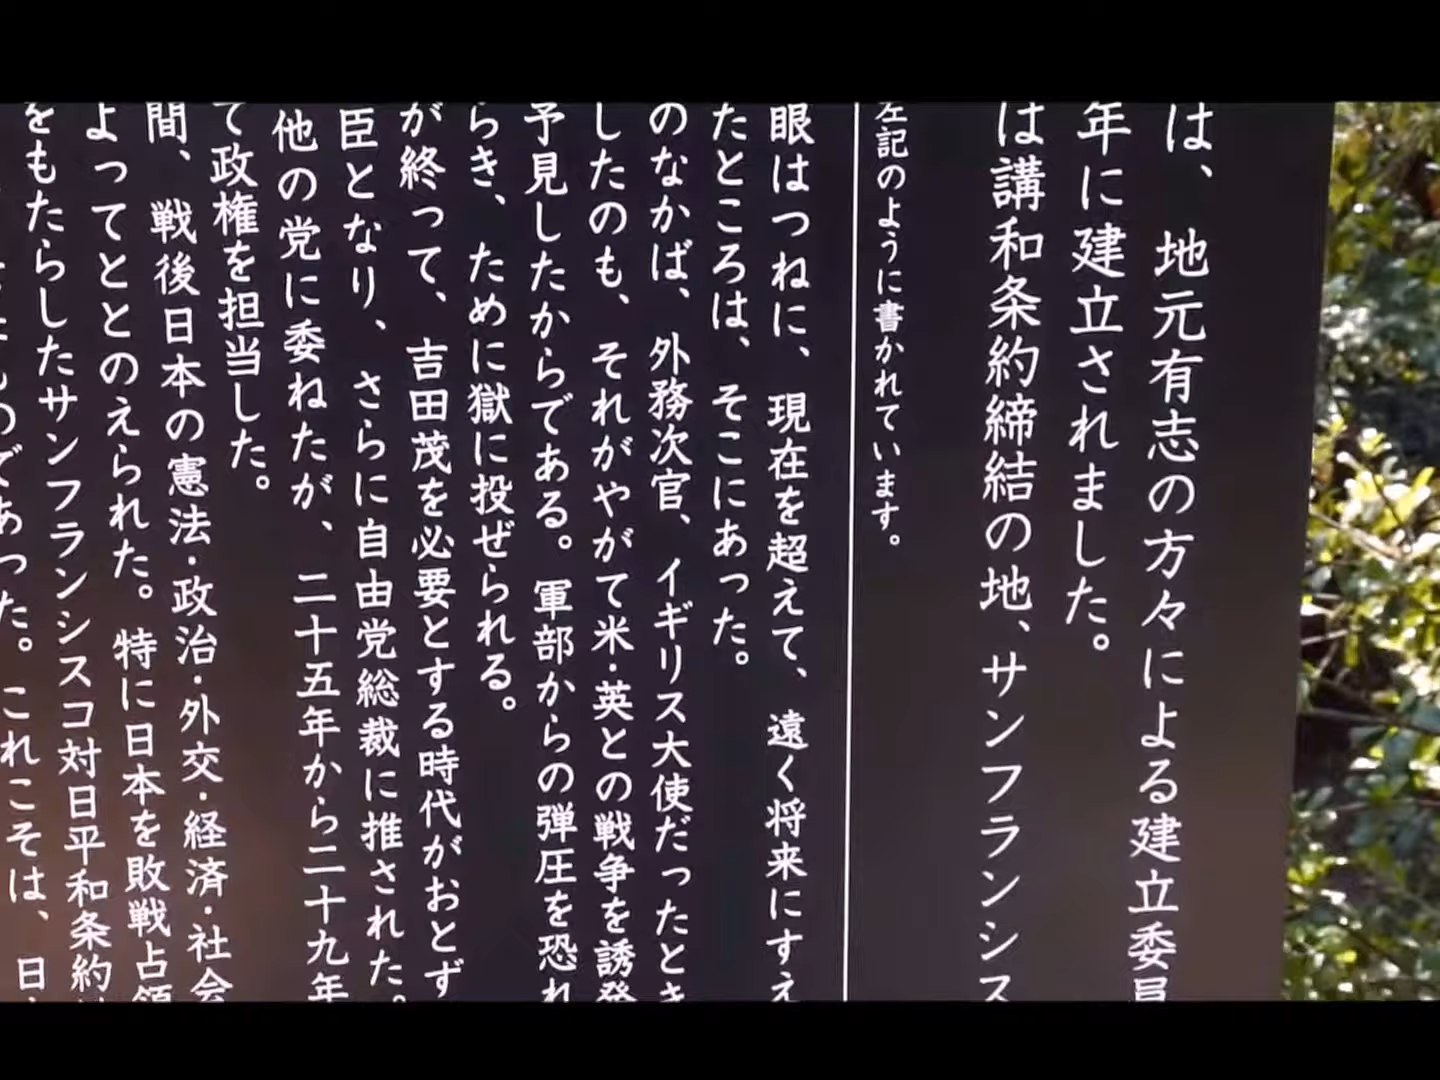 は、地元有志の方々による建立委員
年に建立されました。
は講和条約締結の地、サンフランシス
左記のように書かれています。
眼はつねに、現在を超えて、遠く将来にすえ
たところは、そこにあった。
のなかば、外務次官、イギリス大使だったとき
したのも、それがやがて米・英との戦争を誘発
予見したからである。軍部からの弾圧を恐れ
らき、ために獄に投ぜられる。
が終って、吉田茂を必要とする時代がおとず
臣となり、さらに自由党総裁に推された。
他の党に委ねたが、二十五年から二十九年
て政権を担当した。
間、戦後日本の憲法・政治・外交・経済・社会
よってととのえられた。特に日本を敗戦占領
をもたらしたサンフランシスコ対日平和条約
のであった。これこそは、日